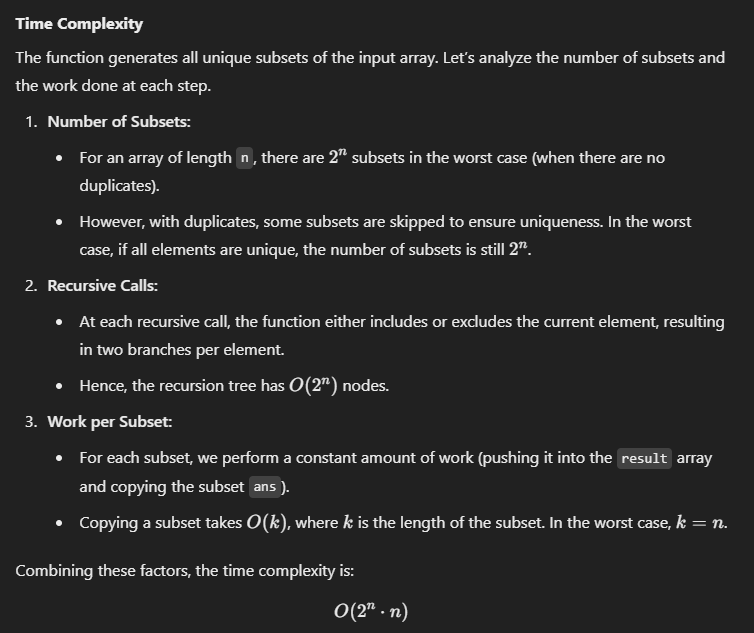 Time Complexity
The function generates all unique subsets of the input array. Let's analyze the number of subsets and
the work done at each step.
1. Number of Subsets:
• For an array of length n, there are 2ⁿ subsets in the worst case (when there are no
duplicates).
• However, with duplicates, some subsets are skipped to ensure uniqueness. In the worst
case, if all elements are unique, the number of subsets is still 2ⁿ.
2. Recursive Calls:
• At each recursive call, the function either includes or excludes the current element, resulting
in two branches per element.
• Hence, the recursion tree has O(2ⁿ) nodes.
3. Work per Subset:
• For each subset, we perform a constant amount of work (pushing it into the result array
and copying the subset ans ).
• Copying a subset takes O(k), where k is the length of the subset. In the worst case, k = n.
Combining these factors, the time complexity is:
O(2ⁿ · n)